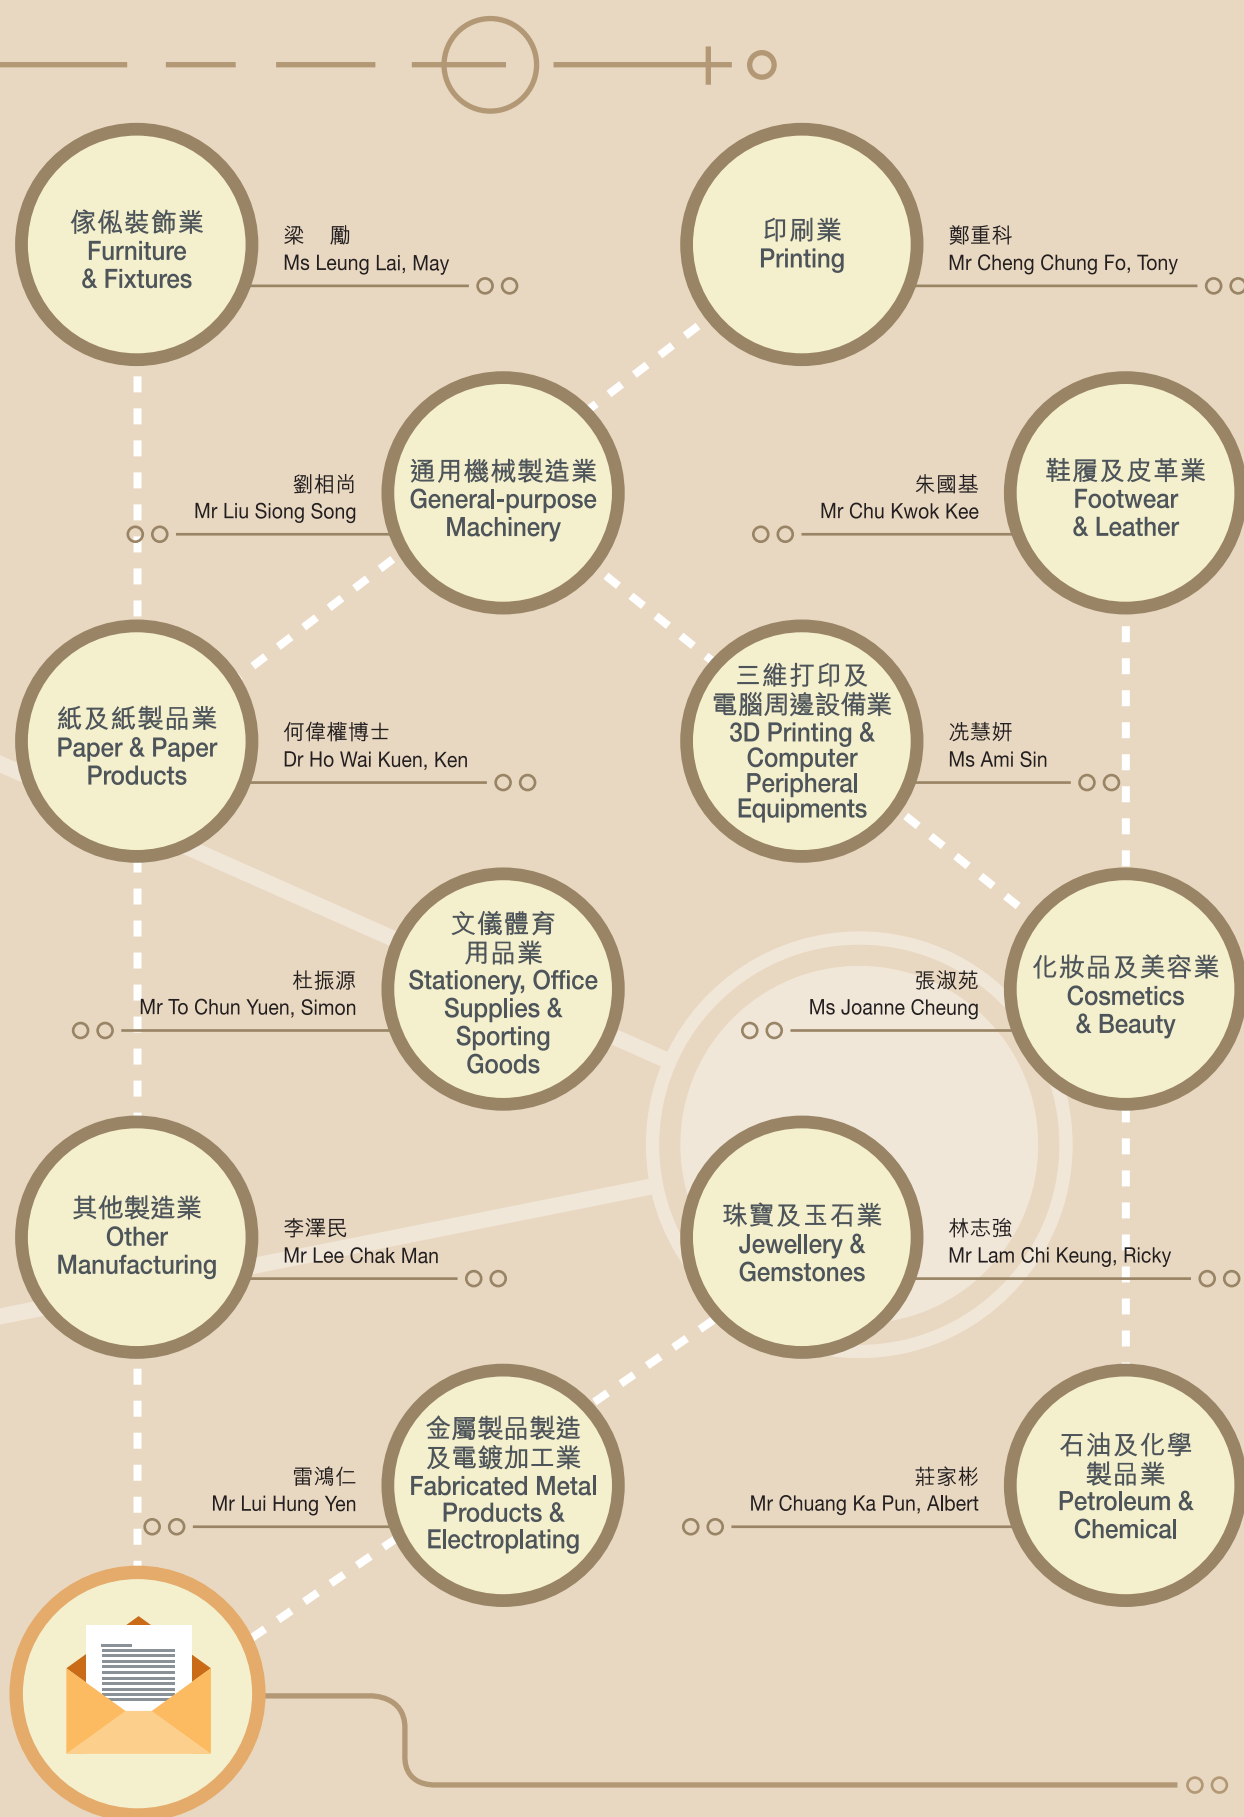 傢俬裝飾業
Furniture
& Fixtures
梁　勵
Ms Leung Lai, May
印刷業
Printing
鄭重科
Mr Cheng Chung Fo, Tony
劉相尚
Mr Liu Siong Song
通用機械製造業
General-purpose
Machinery
朱國基
Mr Chu Kwok Kee
鞋履及皮革業
Footwear
& Leather
紙及紙製品業
Paper & Paper
Products
何偉權博士
Dr Ho Wai Kuen, Ken
三維打印及
電腦周邊設備業
3D Printing &
Computer
Peripheral
Equipments
冼慧妍
Ms Ami Sin
杜振源
Mr To Chun Yuen, Simon
文儀體育
用品業
Stationery, Office
Supplies &
Sporting
Goods
張淑苑
Ms Joanne Cheung
化妝品及美容業
Cosmetics
& Beauty
其他製造業
Other
Manufacturing
李澤民
Mr Lee Chak Man
珠寶及玉石業
Jewellery &
Gemstones
林志強
Mr Lam Chi Keung, Ricky
雷鴻仁
Mr Lui Hung Yen
金屬製品製造
及電鍍加工業
Fabricated Metal
Products &
Electroplating
莊家彬
Mr Chuang Ka Pun, Albert
石油及化學
製品業
Petroleum &
Chemical